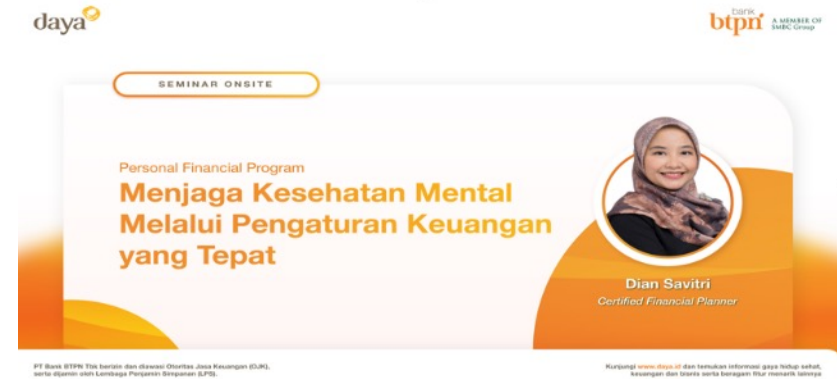 daya
bank
btpn
A MEMBER OF
SMBC Group
SEMINAR ONSITE
Personal Financial Program
Menjaga Kesehatan Mental
Melalui Pengaturan Keuangan
yang Tepat
Dian Savitri
Certified Financial Planner
PT Bank BTPN Tbk berizin dan diawasi Otoritas Jasa Keuangan (OJK),
serta dijamin oleh Lembaga Penjamin Simpanan (LPS).
Kunjungi www.daya.id dan temukan informasi gaya hidup sehat,
keuangan dan bisnis serta beragam fitur menarik lainnya